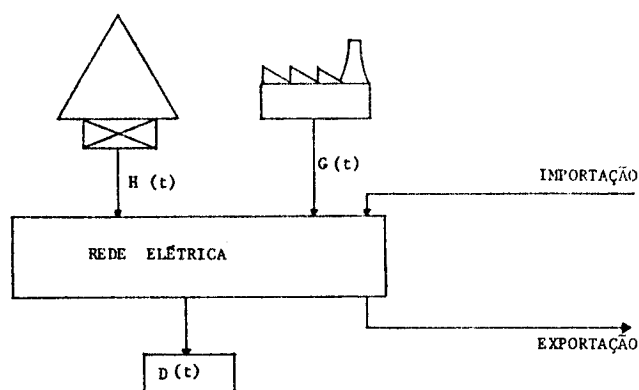 H (t)
G (t)
IMPORTAÇÃO
REDE ELÉTRICA
EXPORTAÇÃO
D (t)